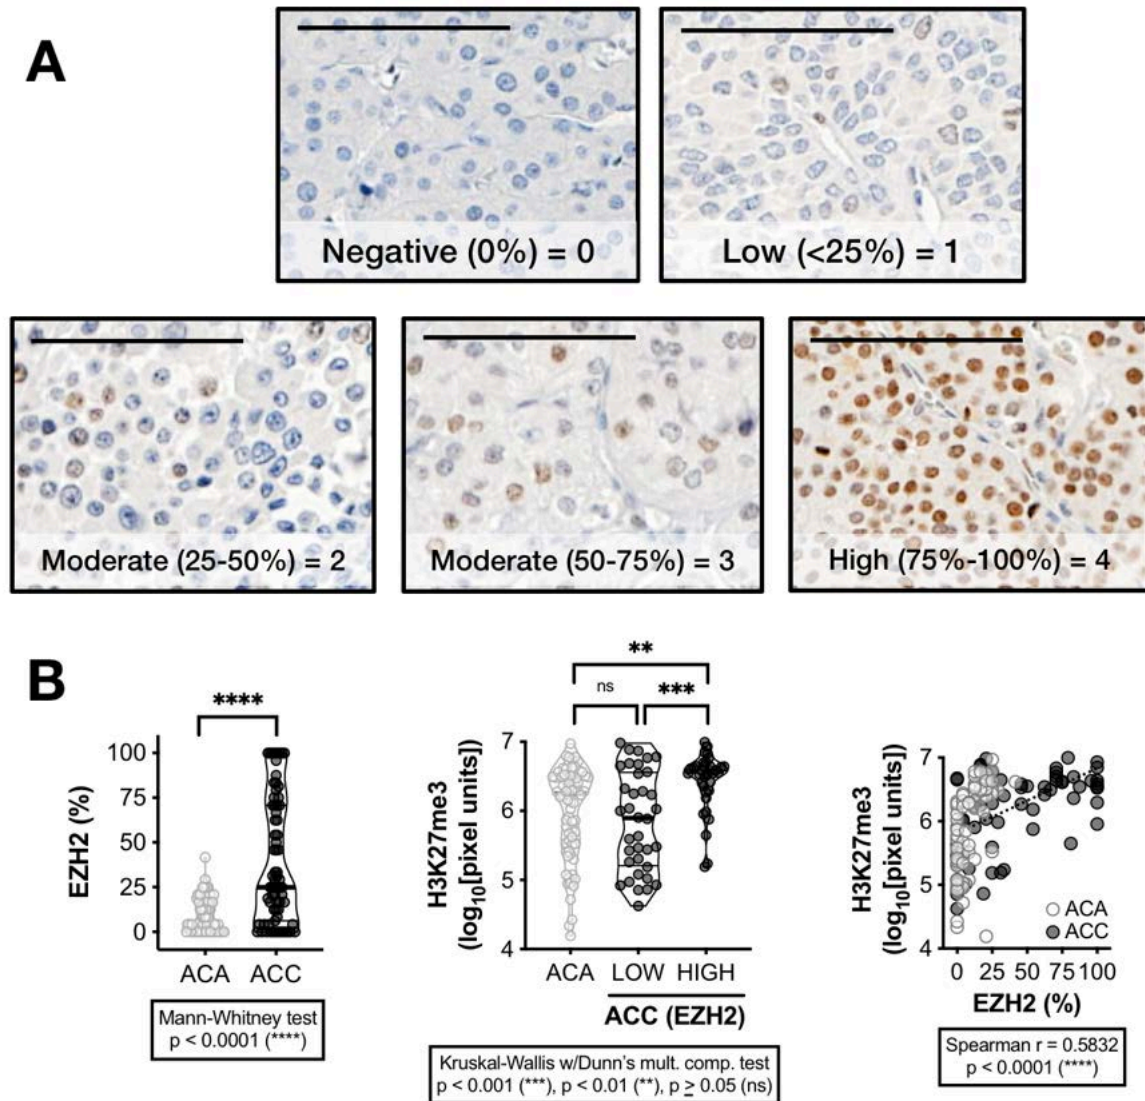 A
Negative (0%) = 0
Low (<25%) = 1
Moderate (25-50%) = 2
Moderate (50-75%) = 3
High (75%-100%) = 4
B
****
EZH2 (%)
100
75
50
25
0
ACA
ACC
Mann-Whitney test
p < 0.0001 (****)
**
ns
***
H3K27me3
(log10[pixel units])
7
6
5
4
ACA
LOW
HIGH
ACC (EZH2)
Kruskal-Wallis w/Dunn's mult. comp. test
p < 0.001 (***), p < 0.01 (**), p ≥ 0.05 (ns)
H3K27me3
(log10[pixel units])
7
6
5
4
ACA
ACC
0 25 50 75 100
EZH2 (%)
Spearman r = 0.5832
p < 0.0001 (****)